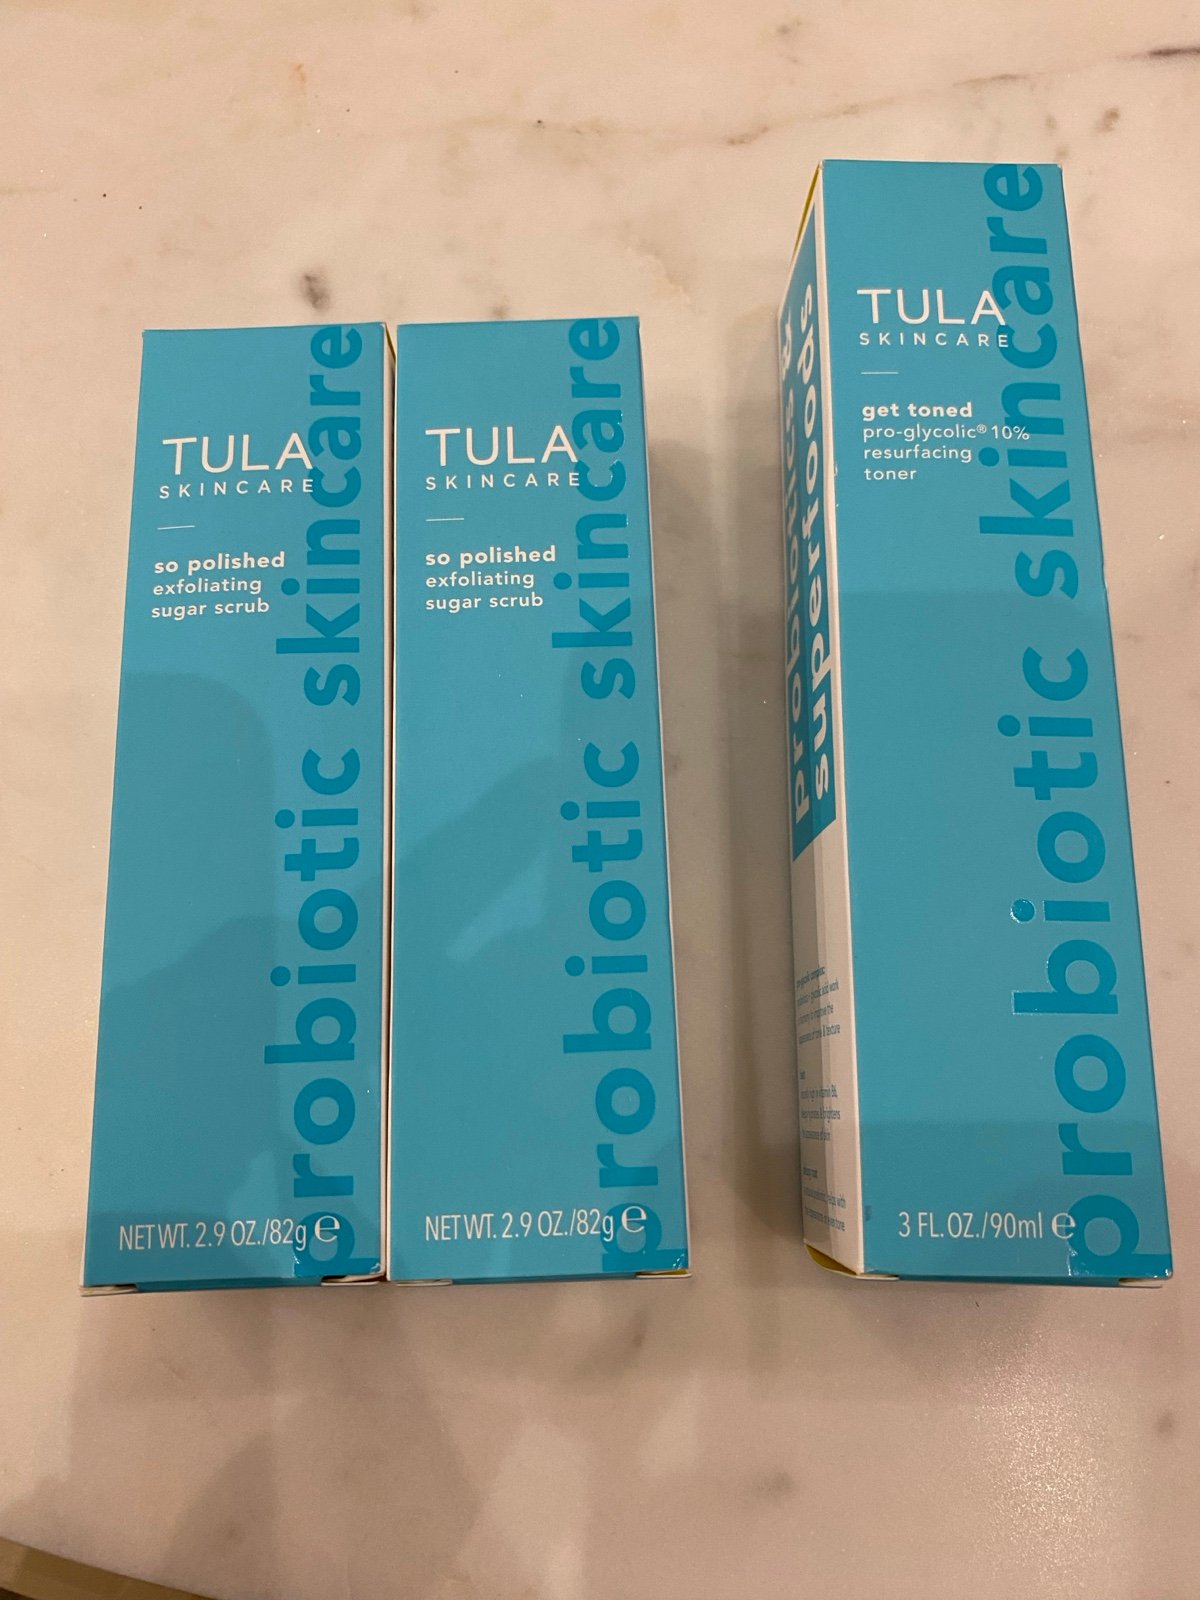 TULA
SKINCARE
so polished
exfoliating
sugar scrub
probiotic skincare
NET WT. 2.9 OZ./82g e
TULA
SKINCARE
so polished
exfoliating
sugar scrub
probiotic skincare
NET WT. 2.9 OZ./82g e
probiotics &
superfoods
TULA
SKINCARE
get toned
pro-glycolic® 10%
resurfacing
toner
probiotic skincare
3 FL. OZ./90ml e